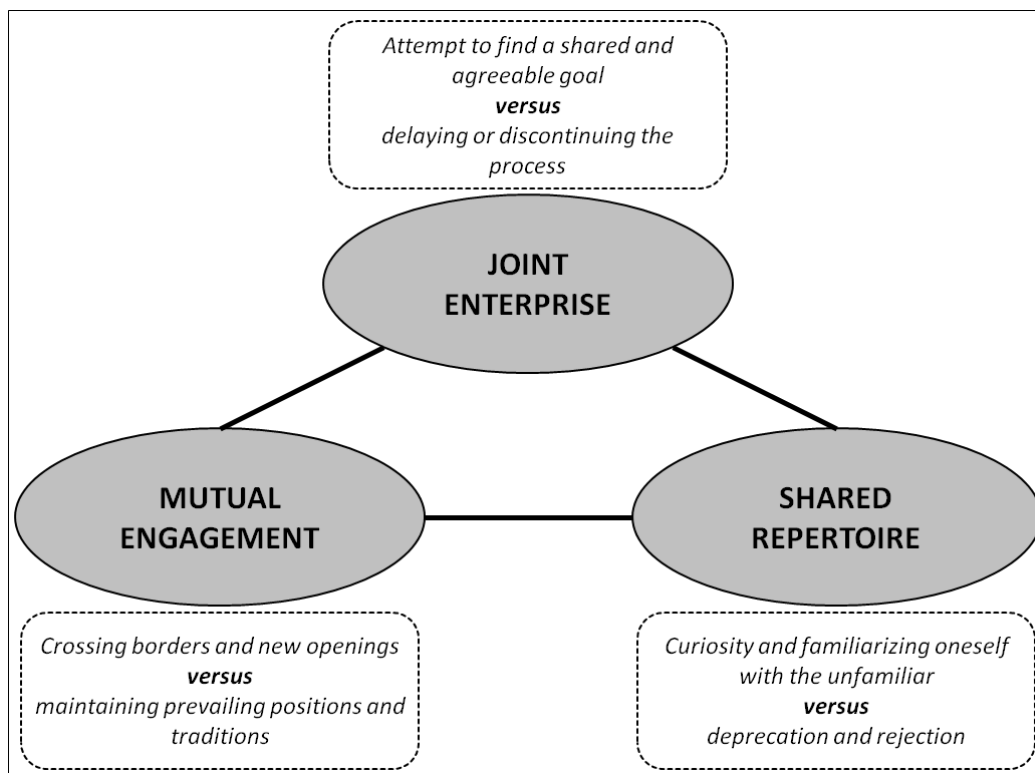 Attempt to find a shared and
agreeable goal
versus
delaying or discontinuing the
process
JOINT
ENTERPRISE
MUTUAL
ENGAGEMENT
SHARED
REPERTOIRE
Crossing borders and new openings
versus
maintaining prevailing positions and
traditions
Curiosity and familiarizing oneself
with the unfamiliar
versus
deprecation and rejection